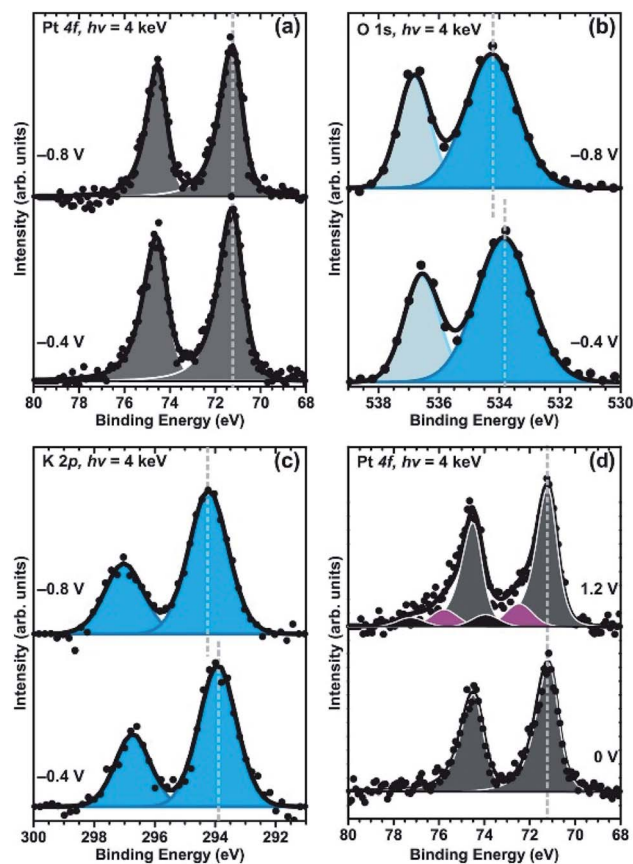 Pt 4f, hv = 4 keV
(a)
–0.8 V
–0.4 V
Intensity (arb. units)
80 78 76 74 72 70 68
Binding Energy (eV)
O 1s, hv = 4 keV
(b)
–0.8 V
–0.4 V
Intensity (arb. units)
538 536 534 532 530
Binding Energy (eV)
K 2p, hv = 4 keV
(c)
–0.8 V
–0.4 V
Intensity (arb. units)
300 298 296 294 292
Binding Energy (eV)
Pt 4f, hv = 4 keV
(d)
1.2 V
0 V
Intensity (arb. units)
80 78 76 74 72 70 68
Binding Energy (eV)